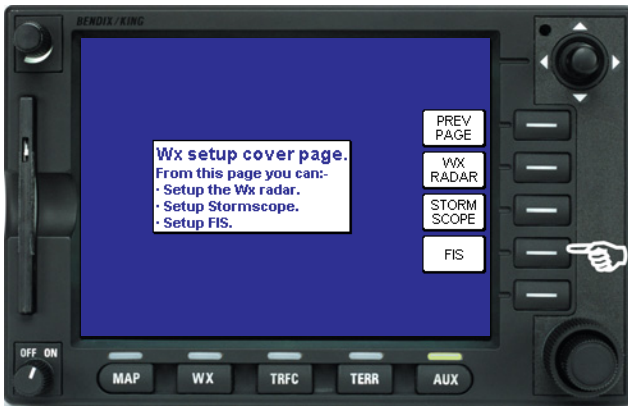 BENDIX/KING
Wx setup cover page.
From this page you can:-
· Setup the Wx radar.
· Setup Stormscope.
· Setup FIS.
PREV
PAGE
WX
RADAR
STORM
SCOPE
FIS
OFF ON
MAP WX TRFC TERR AUX